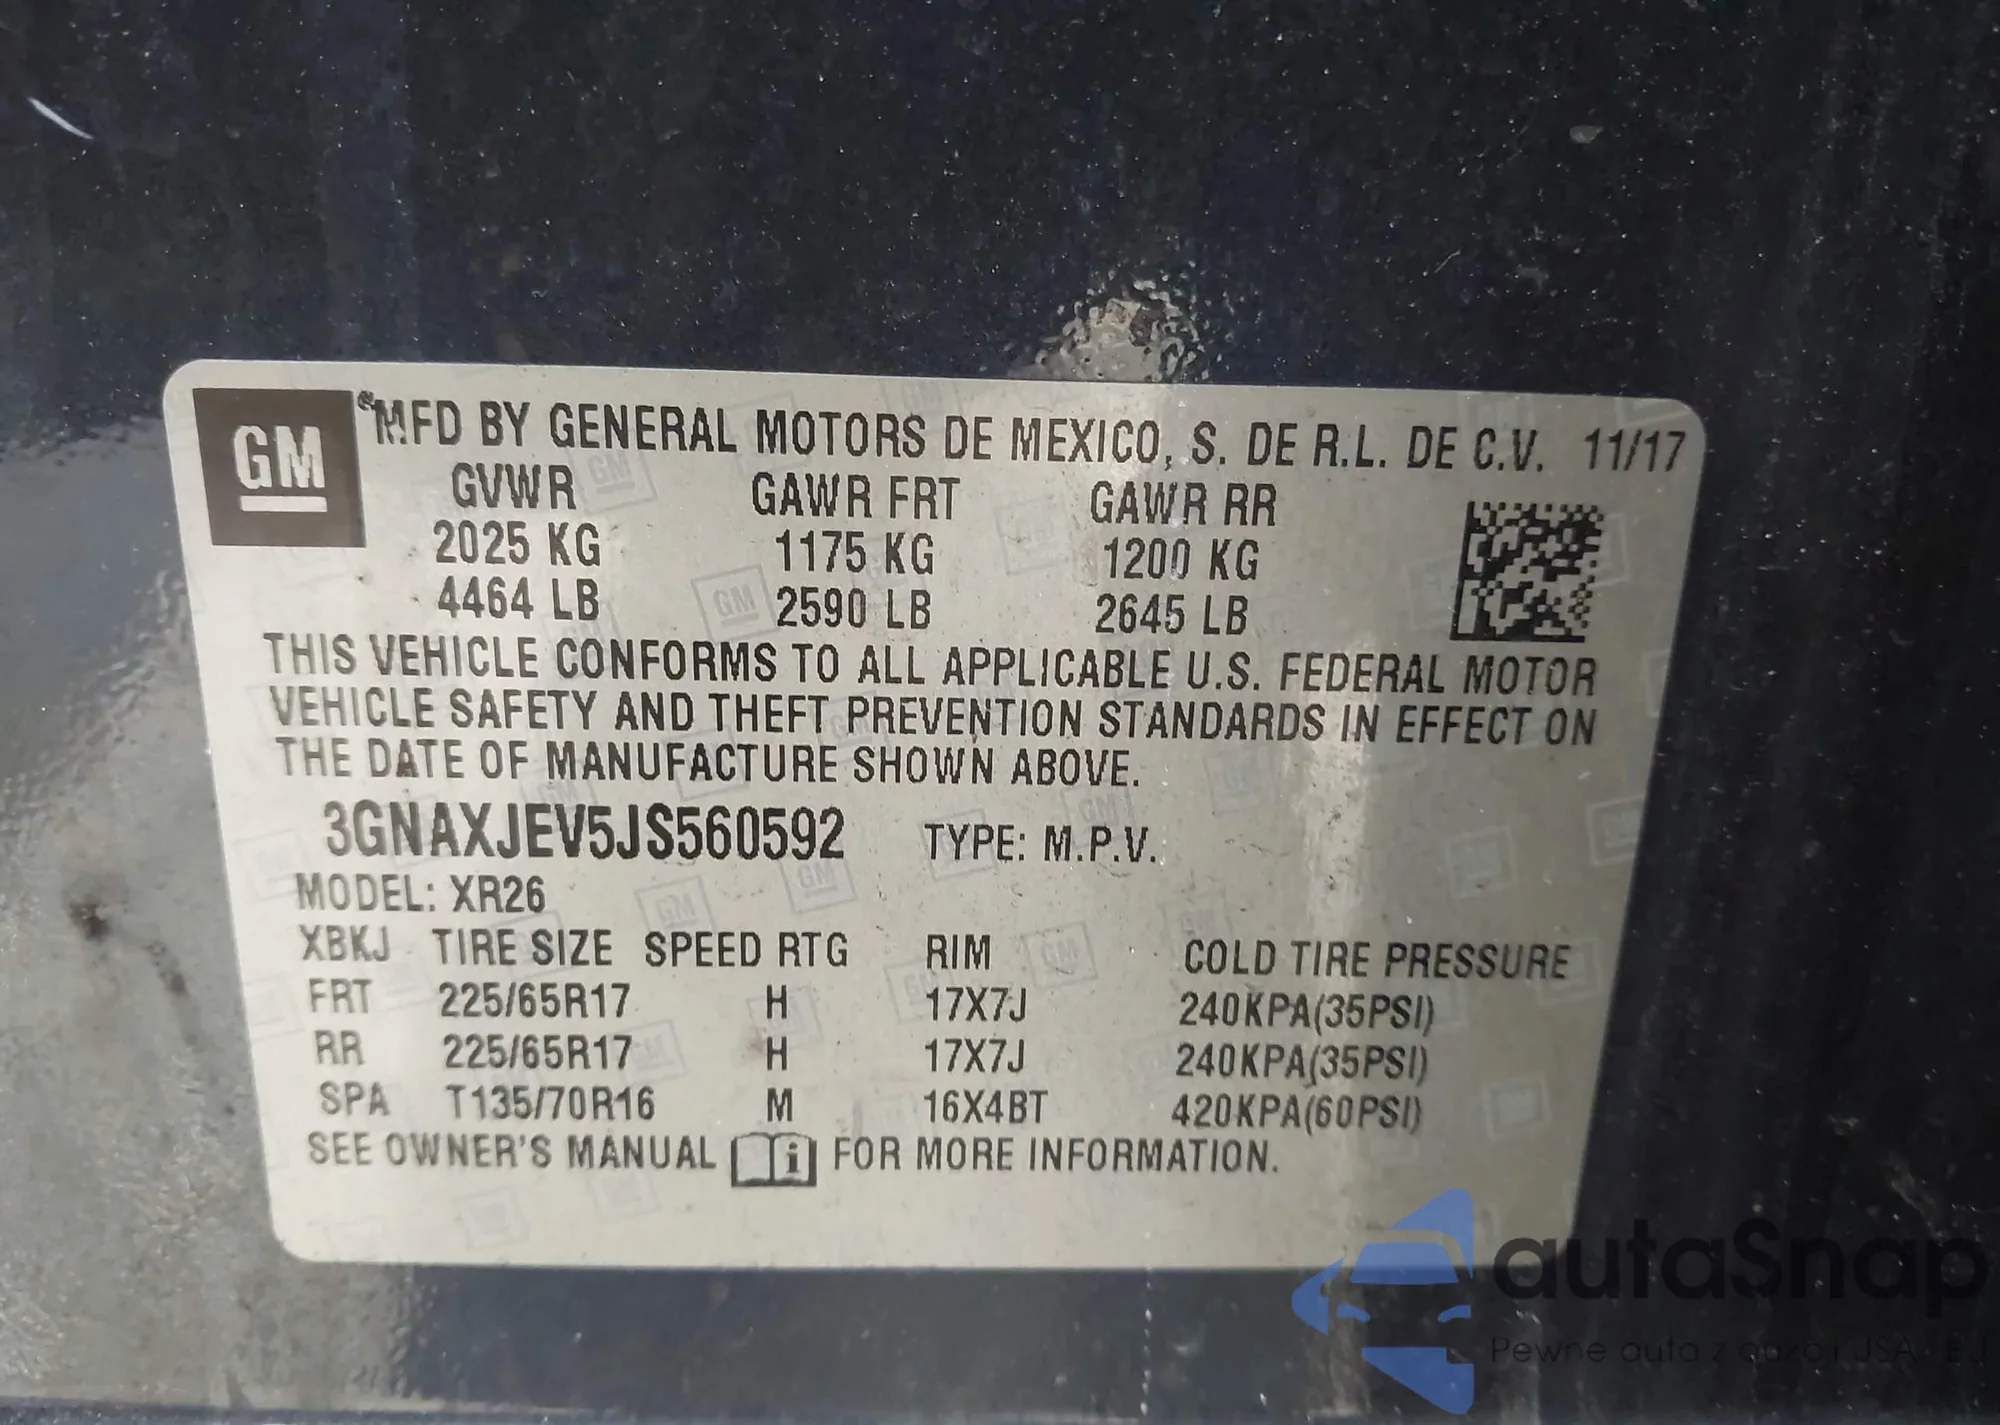 GM
®MFD BY GENERAL MOTORS DE MEXICO, S. DE R.L. DE C.V. 11/17
GVWR GAWR FRT GAWR RR
2025 KG 1175 KG 1200 KG
4464 LB 2590 LB 2645 LB
THIS VEHICLE CONFORMS TO ALL APPLICABLE U.S. FEDERAL MOTOR
VEHICLE SAFETY AND THEFT PREVENTION STANDARDS IN EFFECT ON
THE DATE OF MANUFACTURE SHOWN ABOVE.
3GNAXJEV5JS560592 TYPE: M.P.V.
MODEL: XR26
XBKJ TIRE SIZE SPEED RTG RIM COLD TIRE PRESSURE
FRT 225/65R17 H 17X7J 240KPA(35PSI)
RR 225/65R17 H 17X7J 240KPA(35PSI)
SPA T135/70R16 M 16X4BT 420KPA(60PSI)
SEE OWNER'S MANUAL i FOR MORE INFORMATION.
autaSnap
Pewne auta z USA